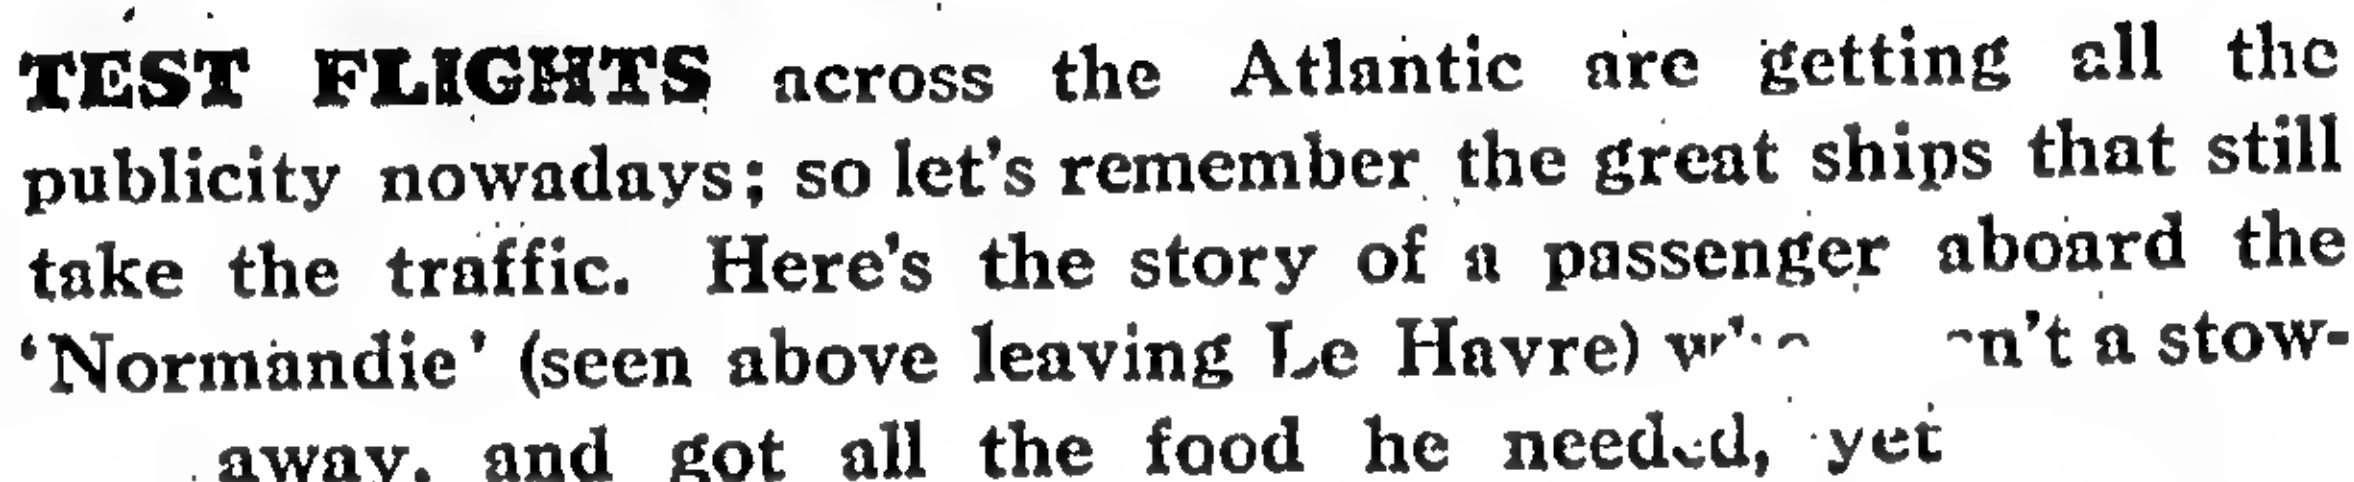 TEST FLIGHTS across the Atlantic are getting all the
publicity nowadays; so let's remember the great ships that still
take the traffic. Here's the story of a passenger aboard the
'Normandie' (seen above leaving Le Havre) a stow-
away, and got all the food he needed, yet